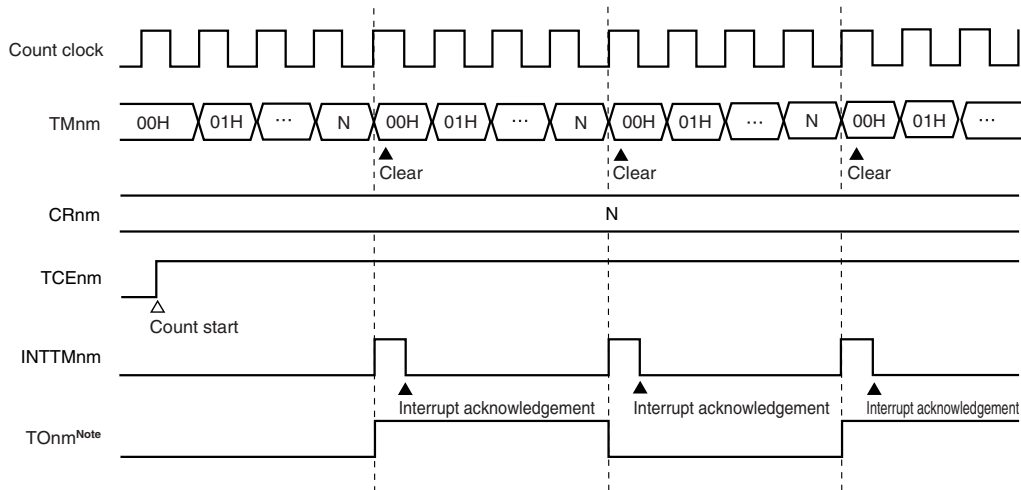 Count clock
TMnm 00H 01H ··· N 00H 01H ··· N 00H 01H ··· N 00H 01H ···
Clear Clear Clear
CRnm N
TCEnm
Count start
INTTMnm
Interrupt acknowledgement Interrupt acknowledgement Interrupt acknowledgement
TOnmNote